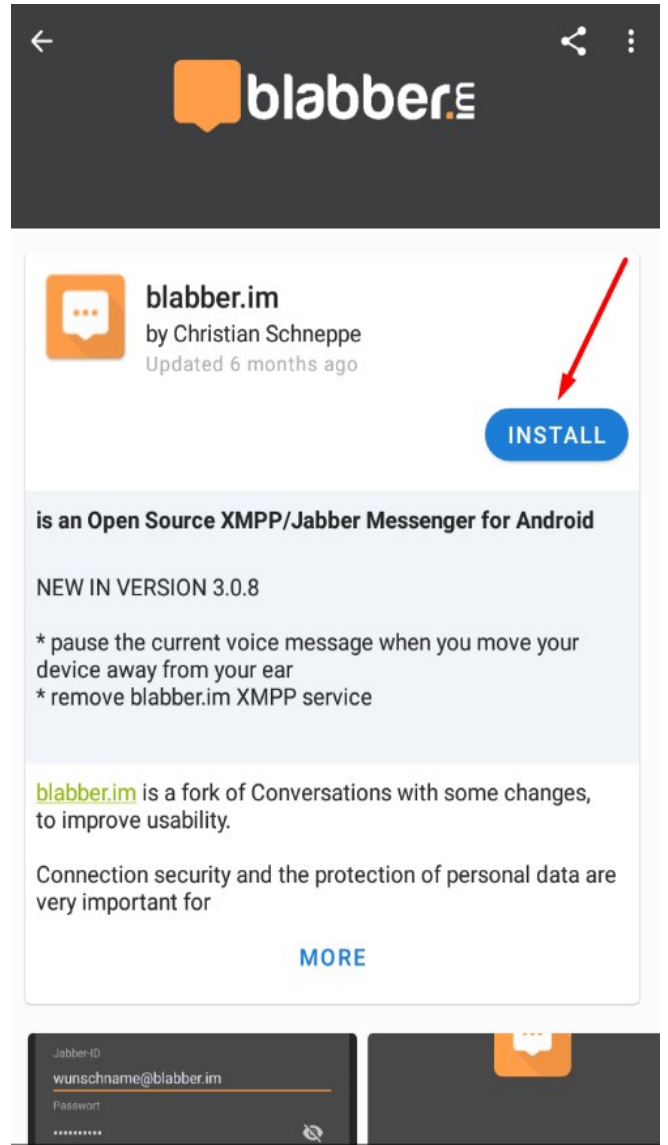 blabber.im
blabber.im
by Christian Schneppe
Updated 6 months ago
INSTALL
is an Open Source XMPP/Jabber Messenger for Android
NEW IN VERSION 3.0.8
* pause the current voice message when you move your
device away from your ear
* remove blabber.im XMPP service
blabber.im is a fork of Conversations with some changes,
to improve usability.
Connection security and the protection of personal data are
very important for
MORE
Jabber-ID
wunschname@blabber.im
Passwort